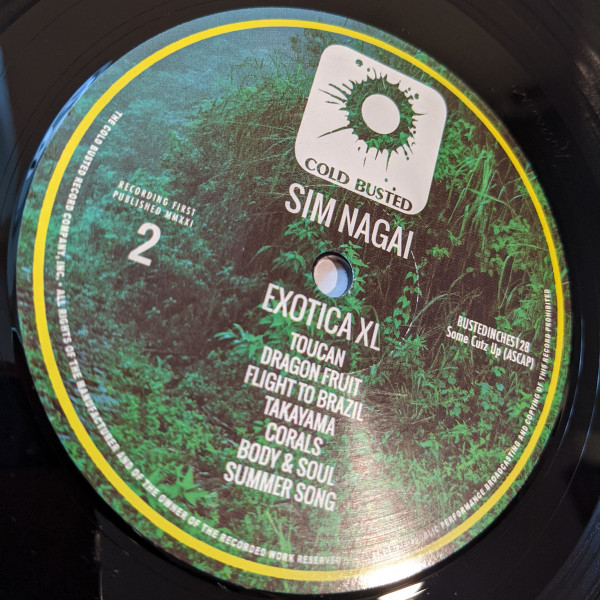 COLD BUSTED
SIM NAGAI
RECORDING FIRST
PUBLISHED MMXXI
2
EXOTICA XL
TOUCAN
DRAGON FRUIT
FLIGHT TO BRAZIL
TAKAYAMA
CORALS
BODY & SOUL
SUMMER SONG
BUSTEDINCHES128
Some Cutz Up (ASCAP)
THE COLD BUSTED RECORD COMPANY, INC. - ALL RIGHTS OF THE MANUFACTURER AND OF THE OWNER OF THE RECORDED WORK RESERVED PUBLIC PERFORMANCE, BROADCASTING AND COPYING OF THIS RECORD PROHIBITED